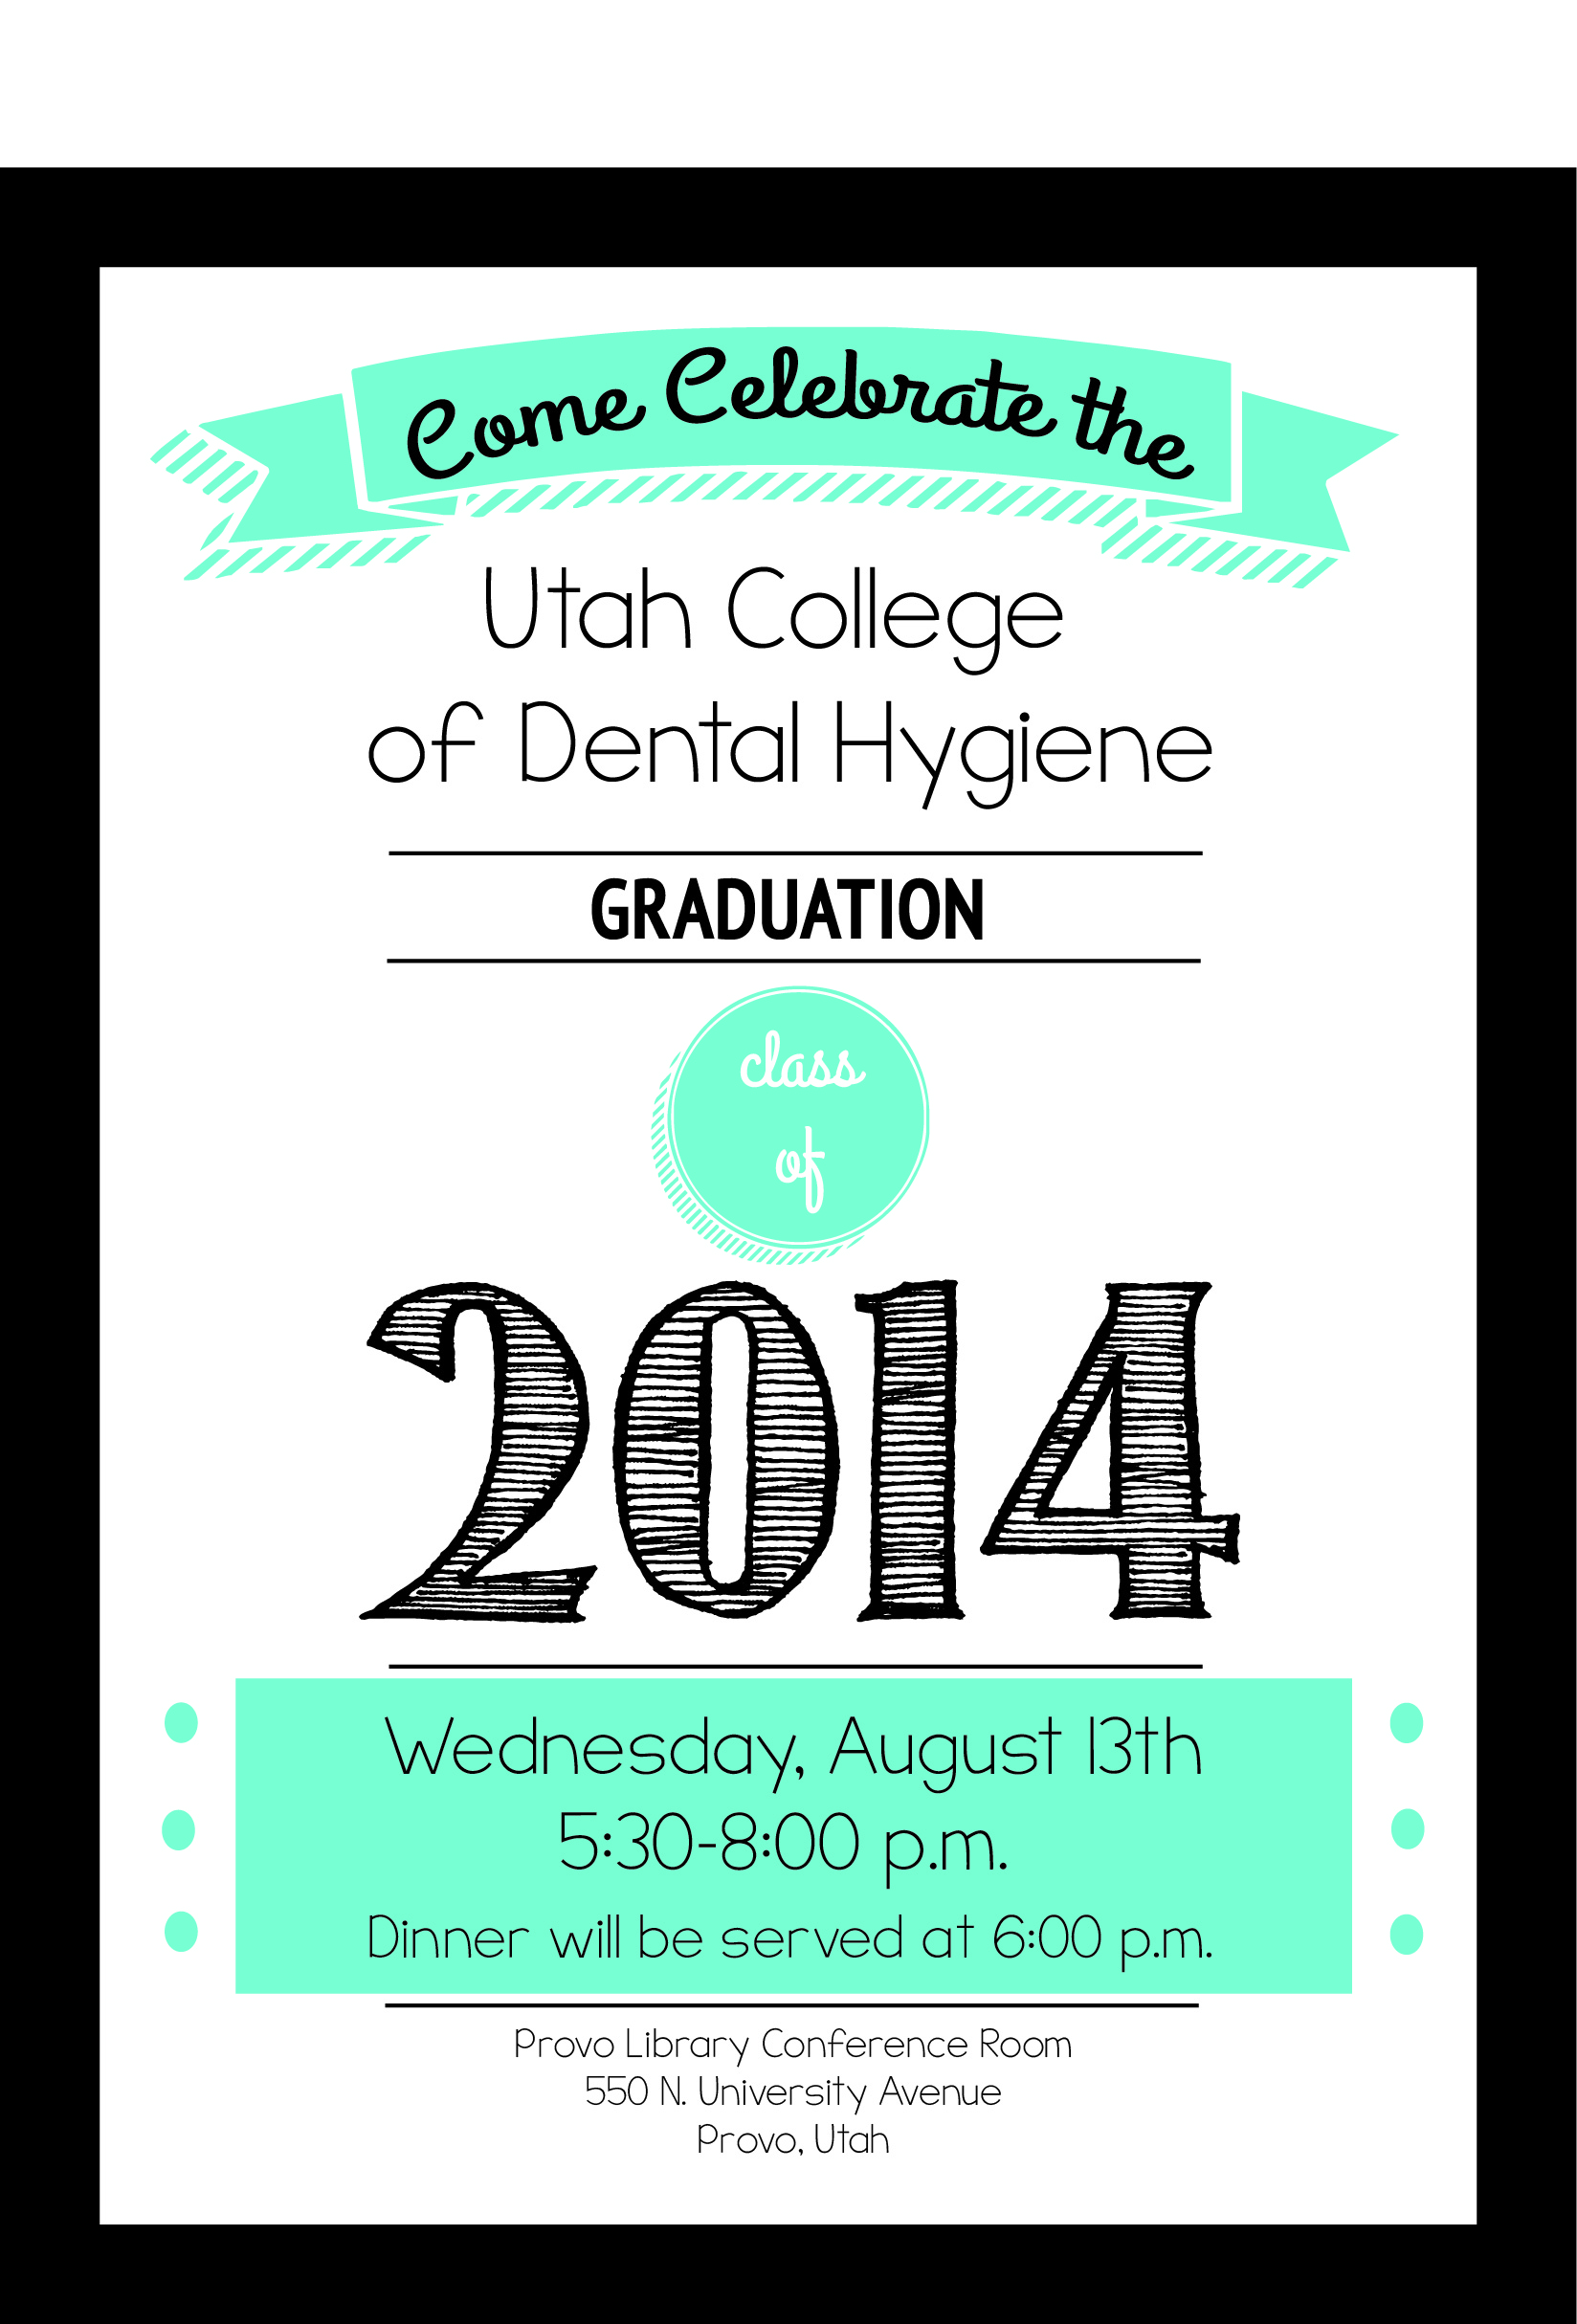 Come Celebrate the
Utah College
of Dental Hygiene
GRADUATION
class
of
2014
Wednesday, August 13th
5:30-8:00 p.m.
Dinner will be served at 6:00 p.m.
Provo Library Conference Room
550 N. University Avenue
Provo, Utah